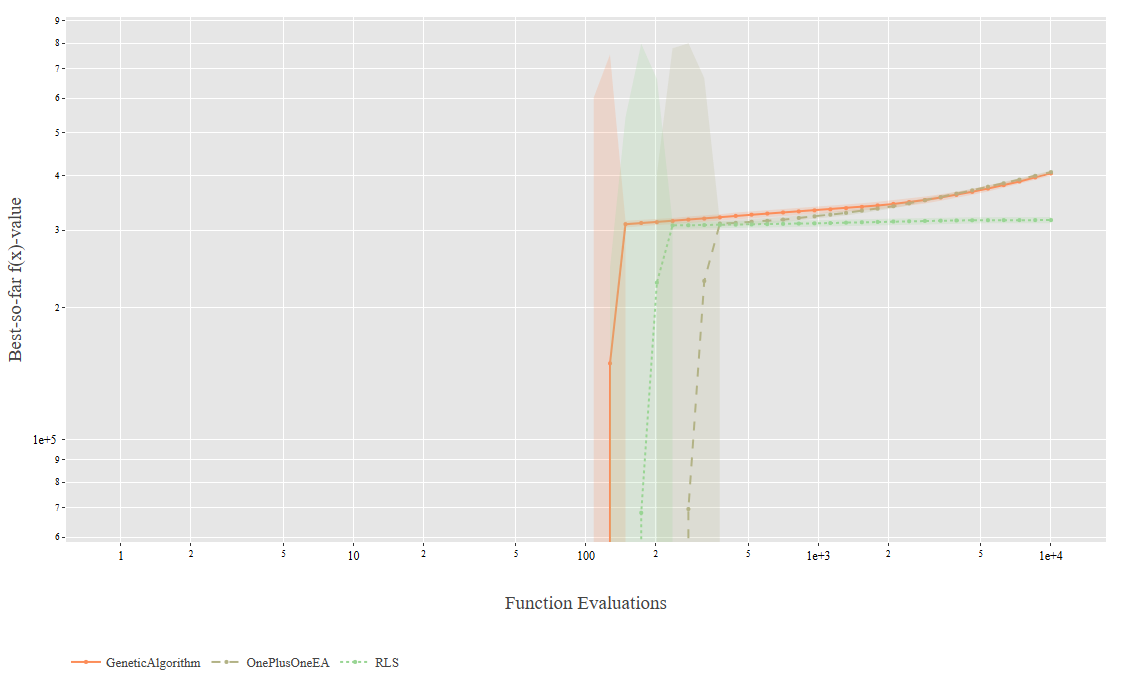 9
8
7
6
5
4
3
2
1e+5
9
8
7
6
Best-so-far f(x)-value
1 2 5 10 2 5 100 2 5 1e+3 2 5 1e+4
Function Evaluations
GeneticAlgorithm OnePlusOneEA RLS